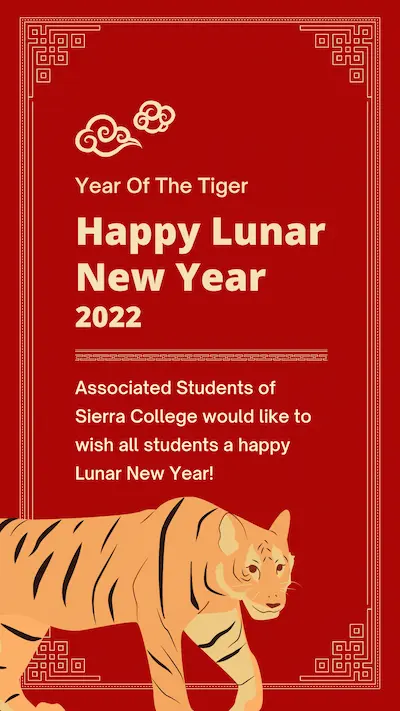 Year Of The Tiger
Happy Lunar
New Year
2022
Associated Students of
Sierra College would like to
wish all students a happy
Lunar New Year!